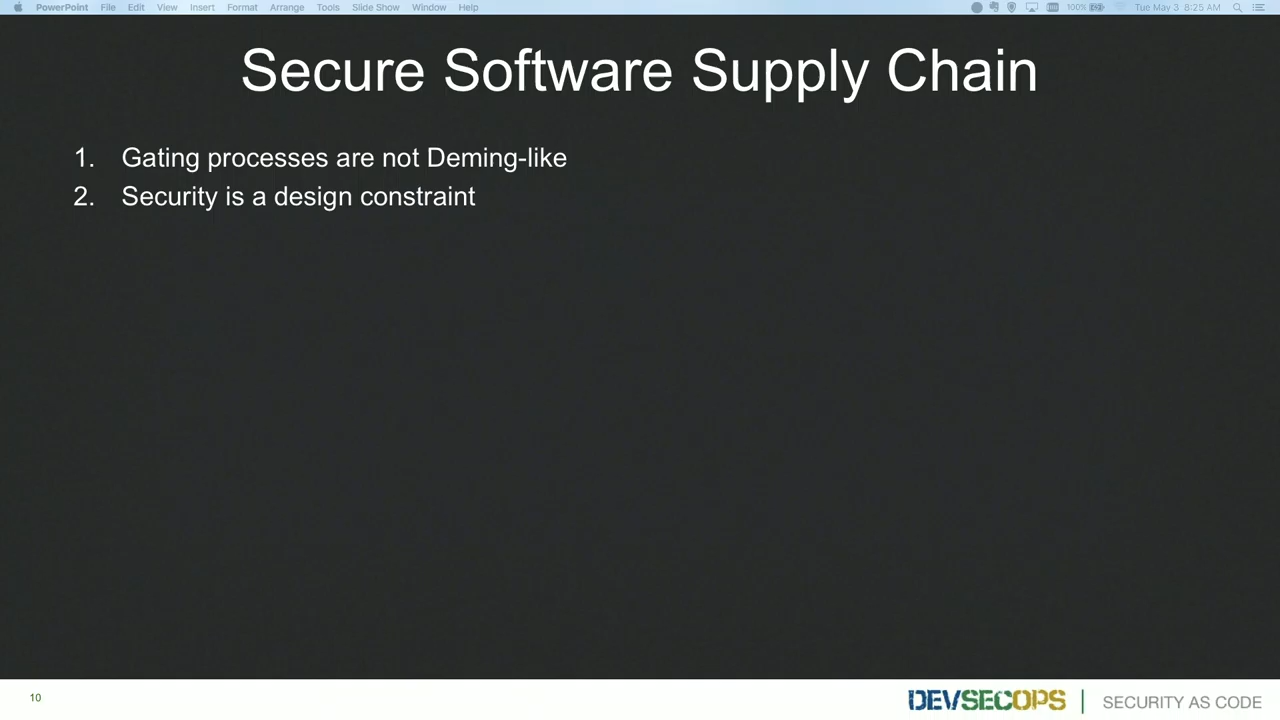 PowerPoint File Edit View Insert Format Arrange Tools Slide Show Window Help 100% Tue May 3 8:25 AM
Secure Software Supply Chain
1. Gating processes are not Deming-like
2. Security is a design constraint
10
DEVSECOPS | SECURITY AS CODE